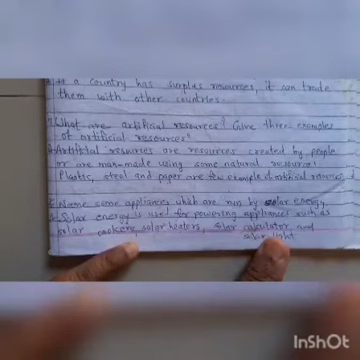 If a country has surplus resources, it can trade
them with other countries.
What are artificial resources? Give three examples
of artificial resources?
Artificial resources are resources created by people
or are man-made using some natural resources.
Plastic, steel and paper are few example of artificial resources
Name some appliances which are run by solar energy.
Solar energy is used for powering appliances such as
solar cookers, solar heaters, solar calculator and
solar light
InShOt